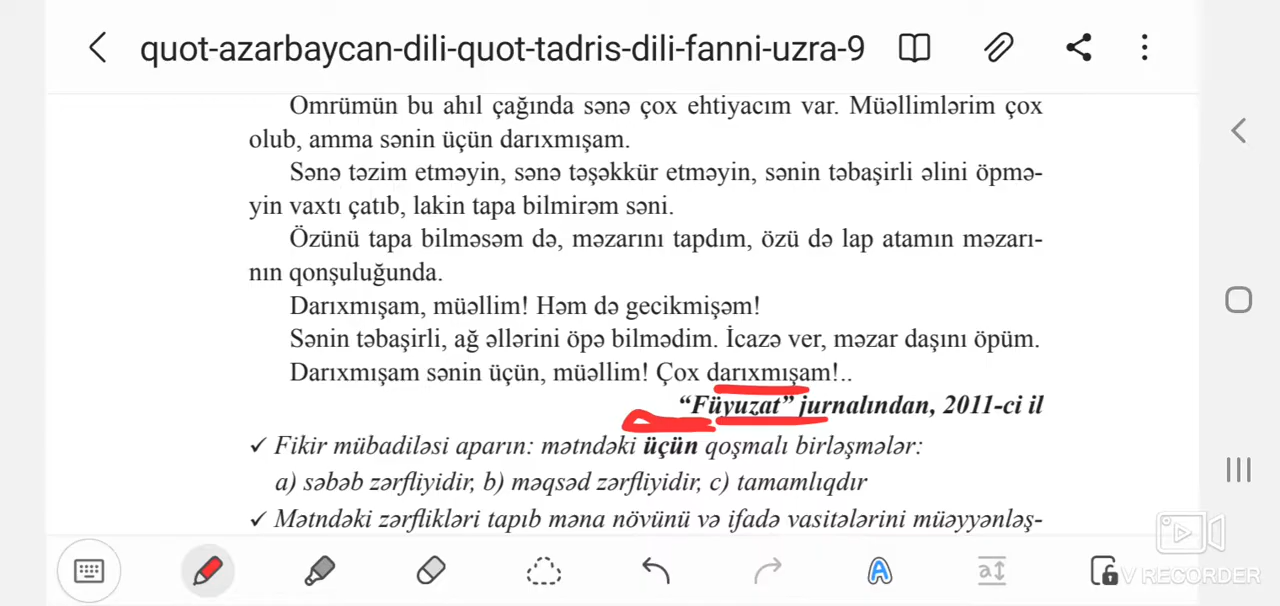 quot-azarbaycan-dili-quot-tadris-dili-fanni-uzra-9
Omrümün bu ahıl çağında sənə çox ehtiyacım var. Müəllimlərim çox
olub, amma sənin üçün darıxmışam.
Sənə təzim etməyin, sənə təşəkkür etməyin, sənin təbaşirli əlini öpmə-
yin vaxtı çatıb, lakin tapa bilmirəm səni.
Özünü tapa bilməsəm də, məzarını tapdım, özü də lap atamın məzarı-
nın qonşuluğunda.
Darıxmışam, müəllim! Həm də gecikmişəm!
Sənin təbaşirli, ağ əllərini öpə bilmədim. İcazə ver, məzar daşını öpüm.
Darıxmışam sənin üçün, müəllim! Çox darıxmışam!..
“Füyuzat” jurnalından, 2011-ci il
✓ Fikir mübadiləsi aparın: mətndəki üçün qoşmalı birləşmələr:
a) səbəb zərfliyidir, b) məqsəd zərfliyidir, c) tamamlıqdır
✓ Mətndəki zərflikləri tapıb məna növünü və ifadə vasitələrini müəyyənləş-
V RECORDER